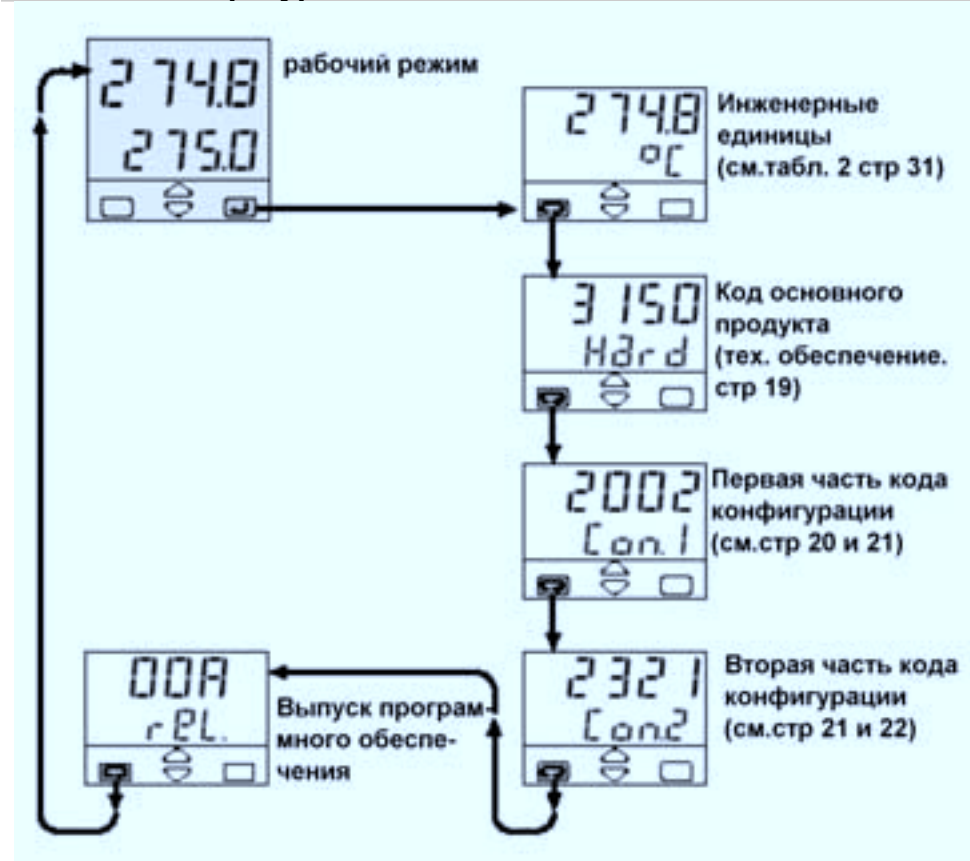 274.8
275.0
рабочий режим
274.8
°C
Инженерные
единицы
(см.табл. 2 стр 31)
3150
Hard
Код основного
продукта
(тех. обеспечение.
стр 19)
2002
Con.1
Первая часть кода
конфигурации
(см.стр 20 и 21)
2321
Con.2
Вторая часть кода
конфигурации
(см.стр 21 и 22)
00A
rEL.
Выпуск програм-
много обеспе-
чения